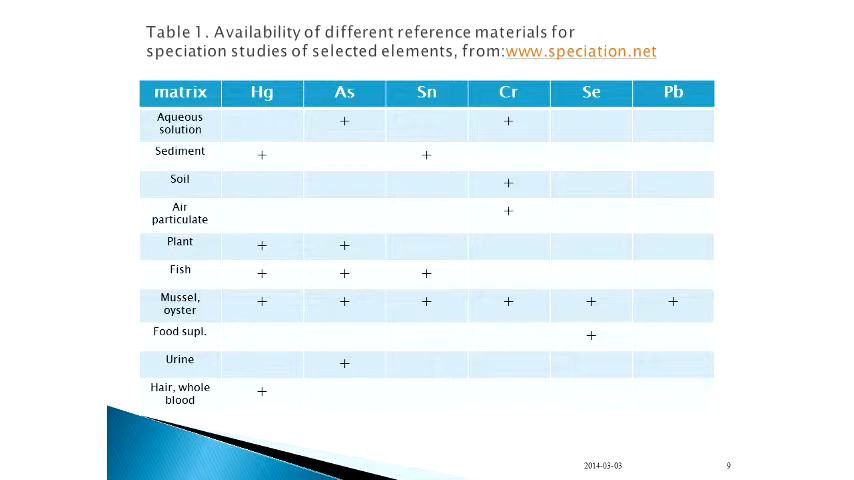 Table 1. Availability of different reference materials for
speciation studies of selected elements, from:www.speciation.net
matrix Hg As Sn Cr Se Pb
Aqueous
solution + +
Sediment + +
Soil +
Air
particulate +
Plant + +
Fish + + +
Mussel,
oyster + + + + + +
Food supl. +
Urine +
Hair, whole
blood +
2014-03-03 9